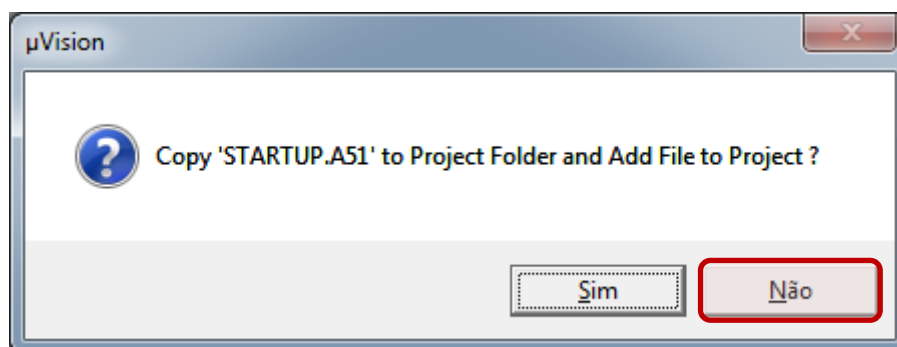 µVision
Copy 'STARTUP.A51' to Project Folder and Add File to Project ?
Sim
Não